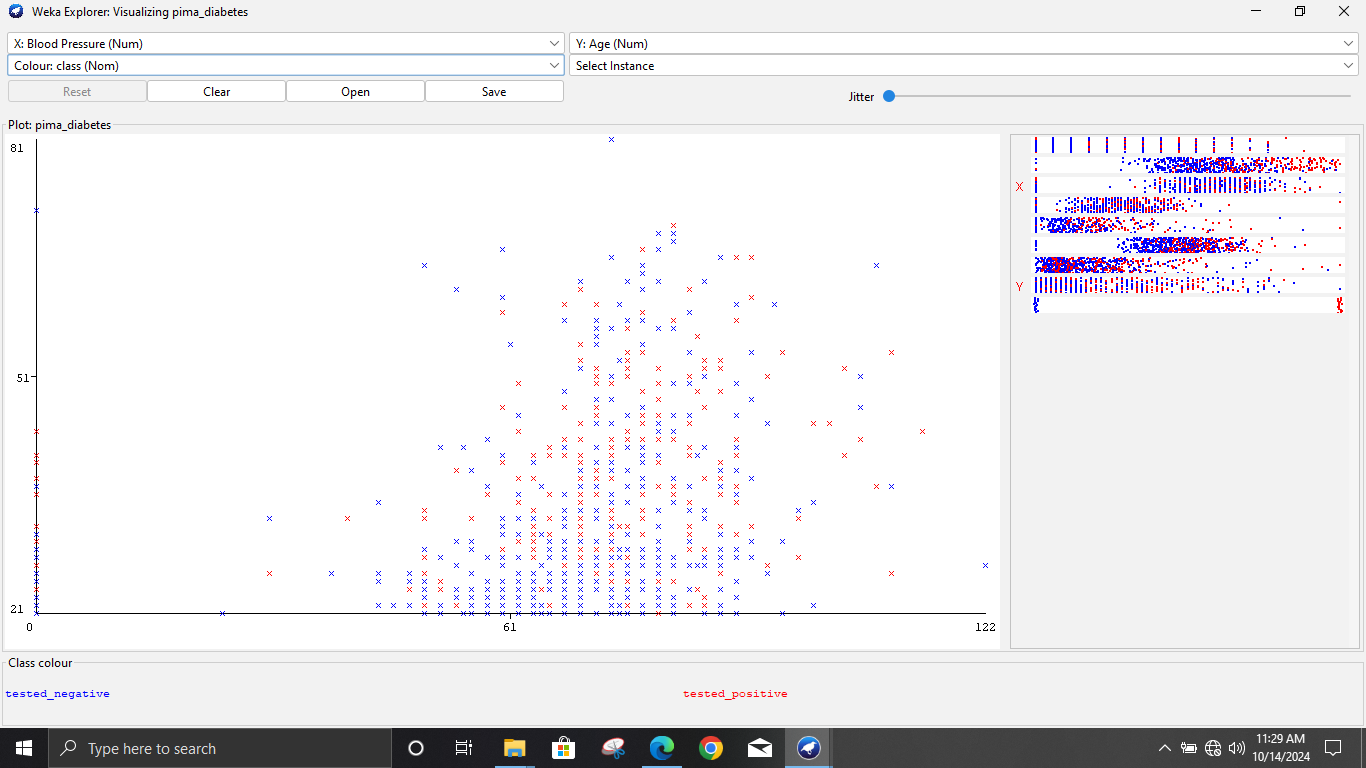 Weka Explorer: Visualizing pima_diabetes
X: Blood Pressure (Num)
Y: Age (Num)
Colour: class (Nom)
Select Instance
Reset
Clear
Open
Save
Jitter
Plot: pima_diabetes
81
51
21
0
61
122
X
Y
Class colour
tested_negative
tested_positive
Type here to search
11:29 AM
10/14/2024